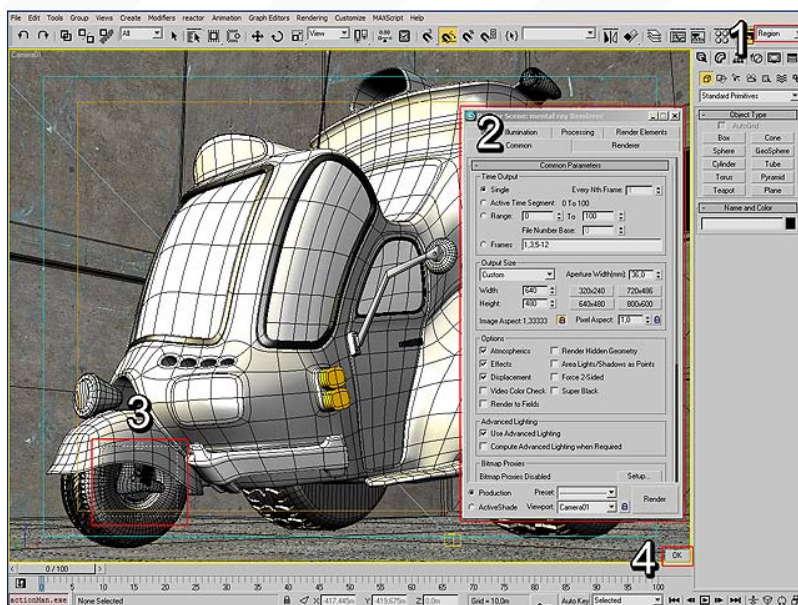 File Edit Tools Group Views Create Modifiers reactor Animation Graph Editors Rendering Customize MAXScript Help
All View Region
1
Camera01
Standard Primitives
Object Type
AutoGrid
Box Cone
Sphere GeoSphere
Cylinder Tube
Torus Pyramid
Teapot Plane
Name and Color
2
Scene: mental ray Renderer
Illumination Processing Render Elements
Common Renderer
Common Parameters
Time Output
Single Every Nth Frame: 1
Active Time Segment: 0 To 100
Range: 0 To 100
File Number Base: 0
Frames 1,3,5-12
Output Size
Custom Aperture Width(mm): 36,0
Width: 640 320x240 720x486
Height: 480 640x480 800x600
Image Aspect: 1,33333 Pixel Aspect: 1,0
Options
Atmospherics Render Hidden Geometry
Effects Area Lights/Shadows as Points
Displacement Force 2-Sided
Video Color Check Super Black
Render to Fields
Advanced Lighting
Use Advanced Lighting
Compute Advanced Lighting when Required
Bitmap Proxies
Bitmap Proxies Disabled Setup...
Production Preset:
ActiveShade Viewport: Camera01 Render
3
4 OK
0 / 100
0 5 10 15 20 25 30 35 40 45 50 55 60 65 70 75 80 85 90 95 100
actionMan.exe None Selected X: -417,445m Y: -419,675m Z: 0,0m Grid = 10,0m Auto Key Selected